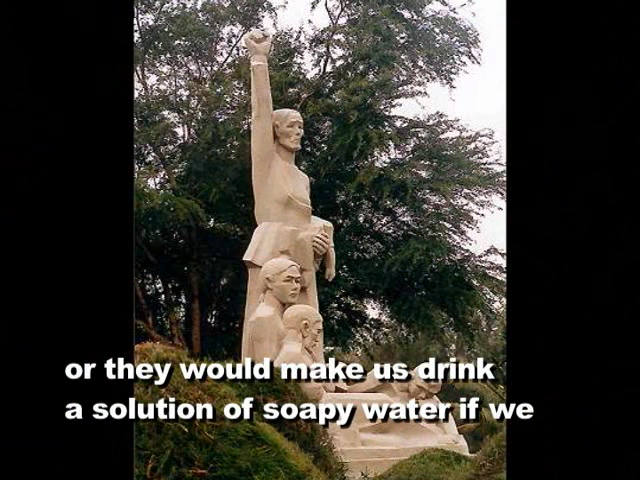 or they would make us drink
a solution of soapy water if we